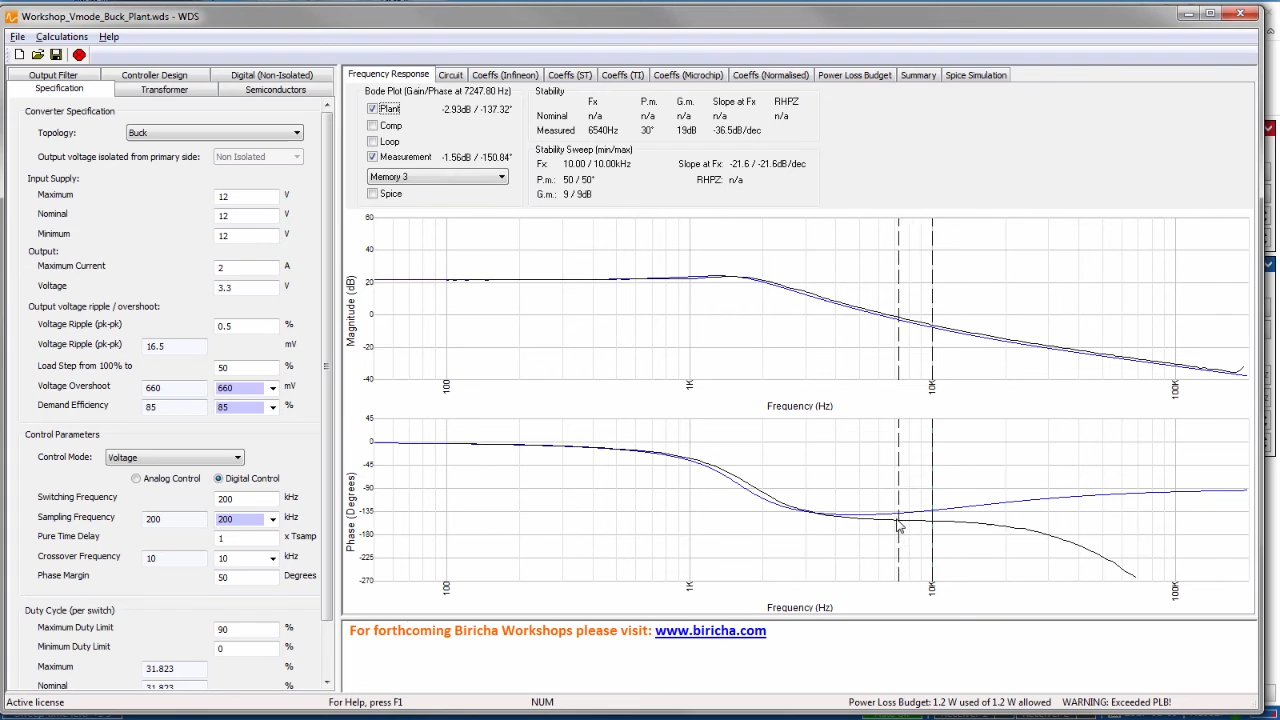 Workshop_Vmode_Buck_Plant.wds - WDS
File Calculations Help
Output Filter Controller Design Digital (Non-Isolated)
Specification Transformer Semiconductors
Converter Specification
Topology: Buck
Output voltage isolated from primary side: Non Isolated
Input Supply:
Maximum 12 V
Nominal 12 V
Minimum 12 V
Output:
Maximum Current 2 A
Voltage 3.3 V
Output voltage ripple / overshoot:
Voltage Ripple (pk-pk) 0.5 %
Voltage Ripple (pk-pk) 16.5 mV
Load Step from 100% to 50 %
Voltage Overshoot 660 660 mV
Demand Efficiency 85 85 %
Control Parameters
Control Mode: Voltage
Analog Control Digital Control
Switching Frequency 200 kHz
Sampling Frequency 200 200 kHz
Pure Time Delay 1 x Tsamp
Crossover Frequency 10 10 kHz
Phase Margin 50 Degrees
Duty Cycle (per switch)
Maximum Duty Limit 90 %
Minimum Duty Limit 0 %
Maximum 31.823 %
Nominal 31.823 %
Frequency Response Circuit Coeffs (Infineon) Coeffs (ST) Coeffs (TI) Coeffs (Microchip) Coeffs (Normalised) Power Loss Budget Summary Spice Simulation
Bode Plot (Gain/Phase at 7247.80 Hz)
Plant -2.93dB / -137.32°
Comp
Loop
Measurement -1.56dB / -150.84°
Memory 3
Spice
Stability
Fx P.m. G.m. Slope at Fx RHPZ
Nominal n/a n/a n/a n/a n/a
Measured 6540Hz 30° 19dB -36.5dB/dec
Stability Sweep (min/max)
Fx: 10.00 / 10.00kHz Slope at Fx: -21.6 / -21.6dB/dec
P.m.: 50 / 50° RHPZ: n/a
G.m.: 9 / 9dB
Magnitude (dB)
60
40
20
0
-20
-40
100 1K 10K 100K
Frequency (Hz)
Phase (Degrees)
45
0
-45
-90
-135
-180
-225
-270
100 1K 10K 100K
Frequency (Hz)
For forthcoming Biricha Workshops please visit: www.biricha.com
Active license For Help, press F1 NUM Power Loss Budget: 1.2 W used of 1.2 W allowed WARNING: Exceeded PLB!